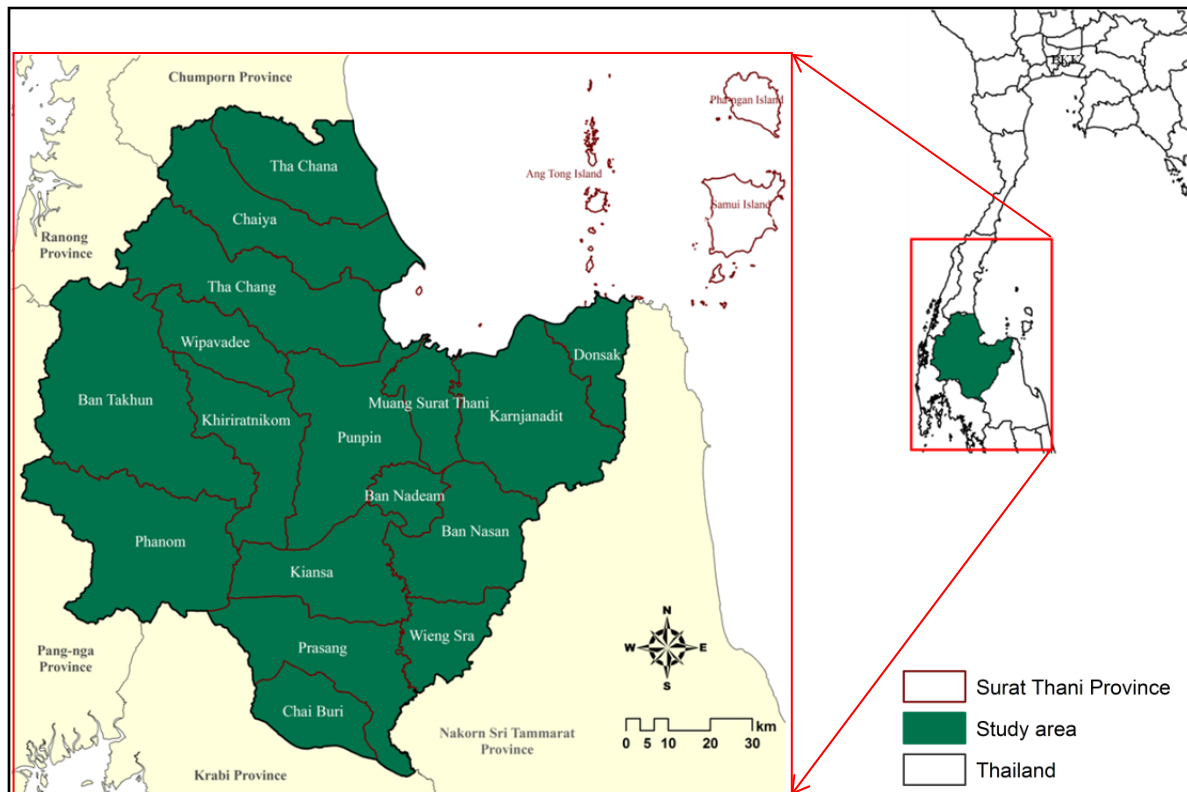 Chumporn Province
BKK
Pha-ngan Island
Tha Chana
Ang Tong Island
Samui Island
Chaiya
Ranong
Province
Tha Chang
Wipavadee
Donsak
Ban Takhun
Khiriratnikom
Muang Surat Thani
Karnjanadit
Punpin
Ban Nadeam
Ban Nasan
Phanom
Kiansa
Wieng Sra
Prasang
Pang-nga
Province
Chai Buri
Nakorn Sri Tammarat
Province
Krabi Province
N
W
E
S
km
0 5 10 20 30
Surat Thani Province
Study area
Thailand